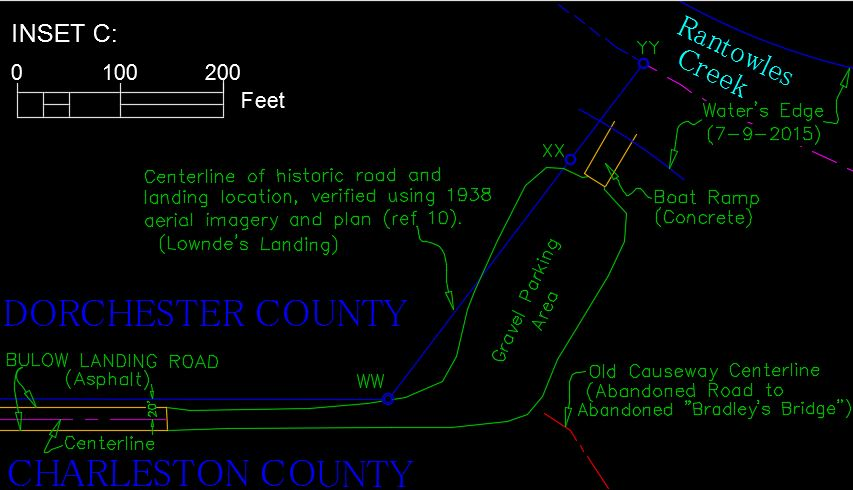 INSET C:
0 100 200
Feet
YY
Rantowles
Creek
Water's Edge
(7-9-2015)
XX
Centerline of historic road and
landing location, verified using 1938
aerial imagery and plan (ref 10).
(Lownde's Landing)
Boat Ramp
(Concrete)
Gravel Parking
Area
DORCHESTER COUNTY
BULOW LANDING ROAD
(Asphalt)
WW
20'
Old Causeway Centerline
(Abandoned Road to
Abandoned "Bradley's Bridge")
Centerline
CHARLESTON COUNTY